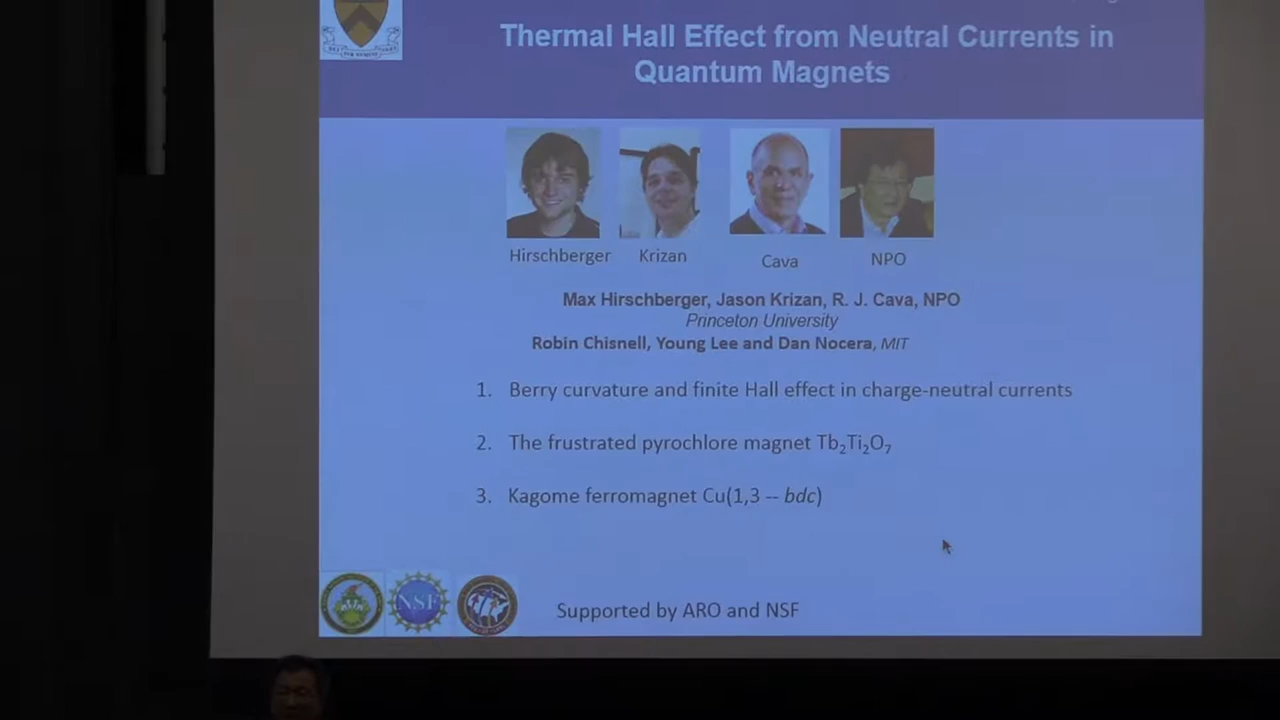 Thermal Hall Effect from Neutral Currents in
Quantum Magnets
Hirschberger Krizan Cava NPO
Max Hirschberger, Jason Krizan, R. J. Cava, NPO
Princeton University
Robin Chisnell, Young Lee and Dan Nocera, MIT
1. Berry curvature and finite Hall effect in charge-neutral currents
2. The frustrated pyrochlore magnet Tb₂Ti₂O₇
3. Kagome ferromagnet Cu(1,3 -- bdc)
NSF
Supported by ARO and NSF